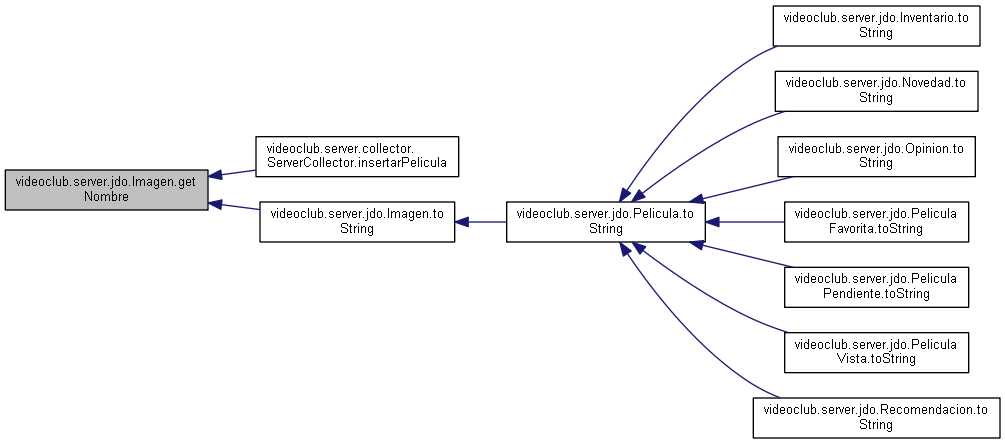 videoclub.server.jdo.Inventario.to
String
videoclub.server.jdo.Novedad.to
String
videoclub.server.collector.
ServerCollector.insertarPelicula
videoclub.server.jdo.Opinion.to
String
videoclub.server.jdo.Imagen.get
Nombre
videoclub.server.jdo.Imagen.to
String
videoclub.server.jdo.Pelicula.to
String
videoclub.server.jdo.Pelicula
Favorita.toString
videoclub.server.jdo.Pelicula
Pendiente.toString
videoclub.server.jdo.Pelicula
Vista.toString
videoclub.server.jdo.Recomendacion.to
String